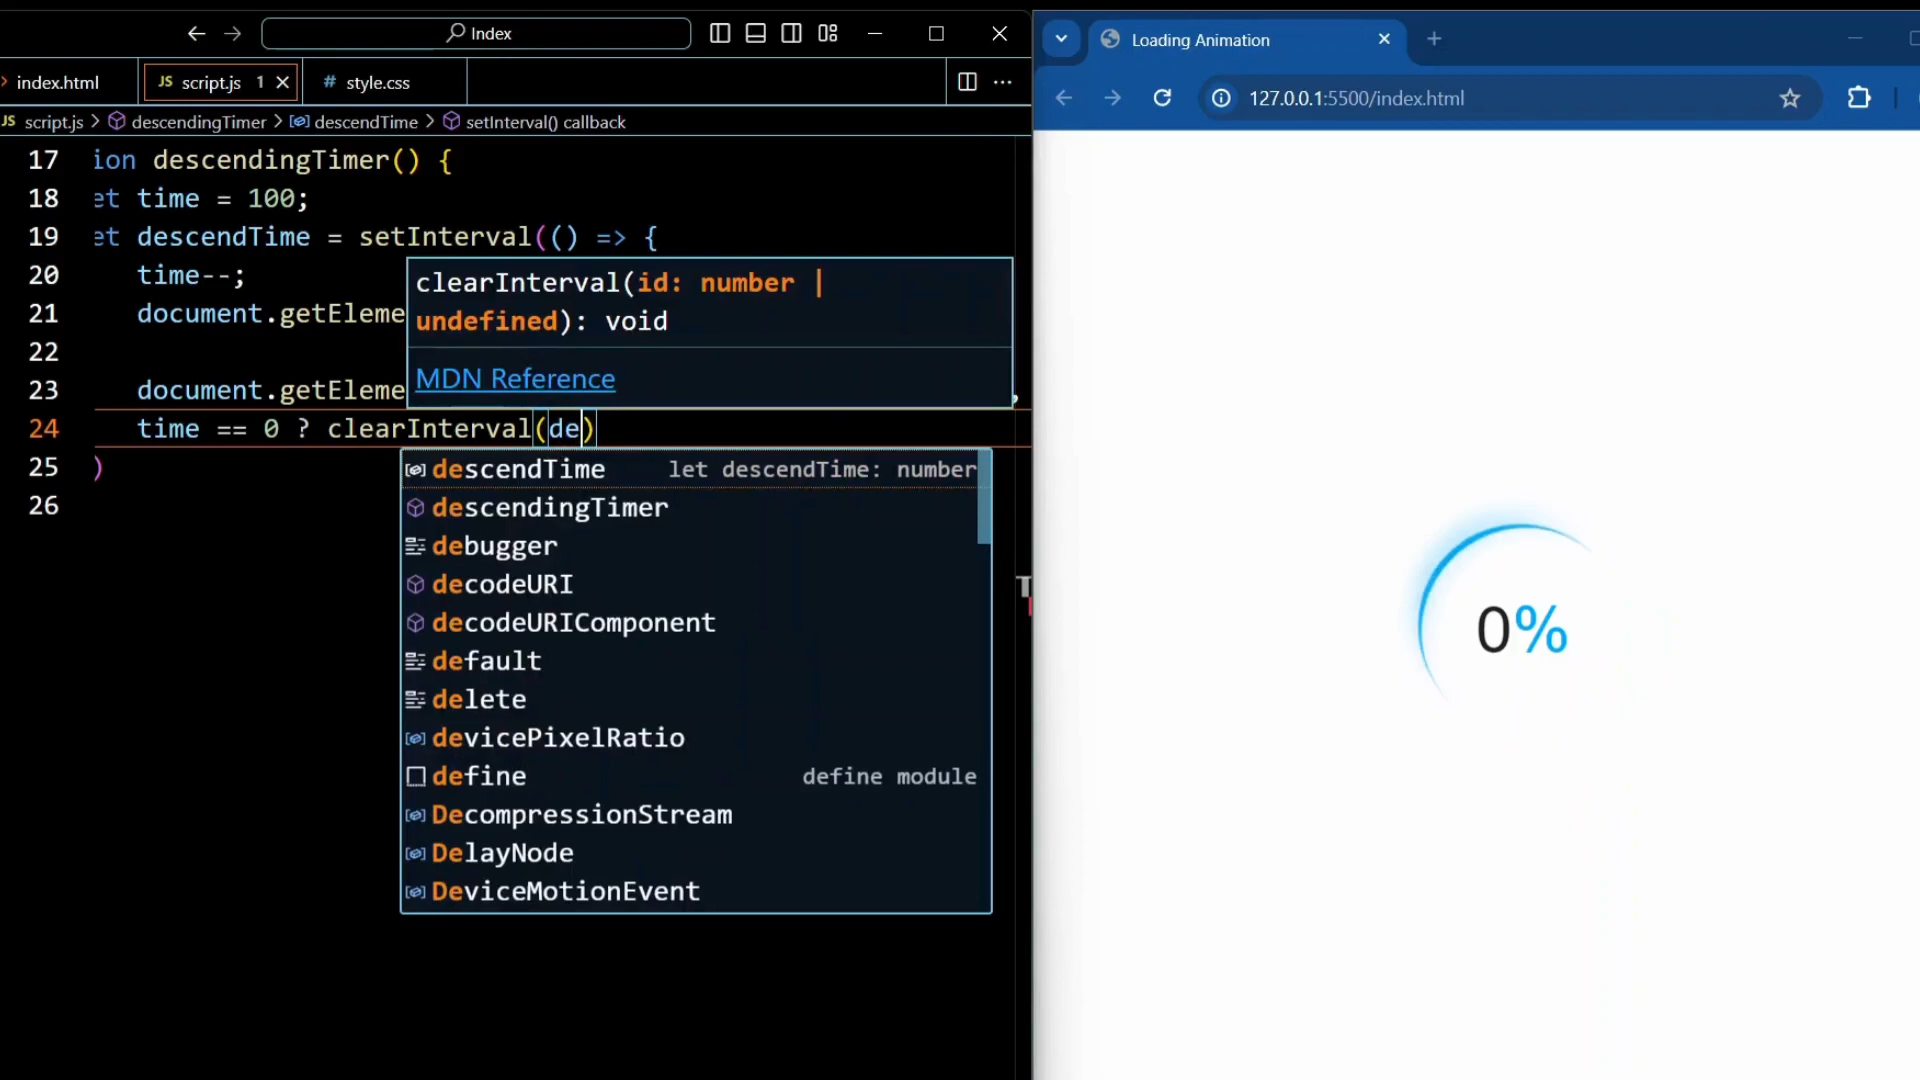 Index
index.html
JS script.js 1
# style.css
JS script.js > descendingTimer > descendTime > setInterval() callback
17 ion descendingTimer() {
18 et time = 100;
19 et descendTime = setInterval(() => {
20 time--;
21 document.getEleme
22
23 document.getEleme ,
24 time == 0 ? clearInterval(de)
25 )
26
clearInterval(id: number |
undefined): void
MDN Reference
descendTime let descendTime: number
descendingTimer
debugger
decodeURI
decodeURIComponent
default
delete
devicePixelRatio
define define module
DecompressionStream
DelayNode
DeviceMotionEvent
Loading Animation
127.0.0.1:5500/index.html
0%